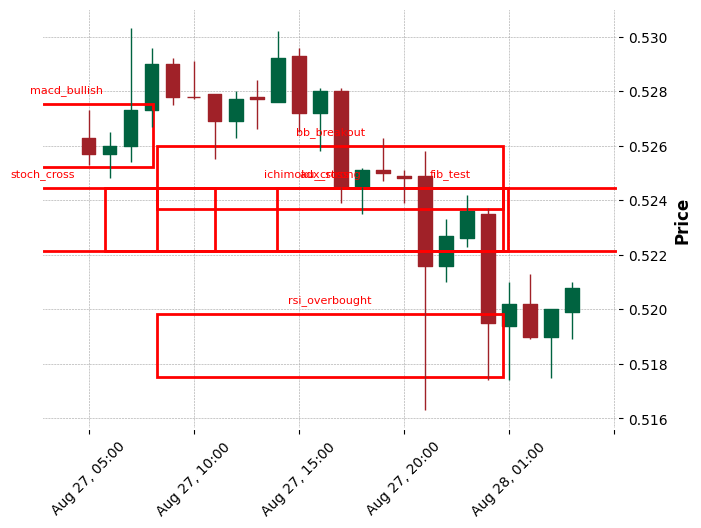 0.530
macd_bullish
0.528
bb_breakout
0.526
stoch_cross
fib_test
0.524
Price
0.522
rsi_overbought
0.520
0.518
0.516
Aug 27, 05:00
Aug 27, 10:00
Aug 27, 15:00
Aug 27, 20:00
Aug 28, 01:00